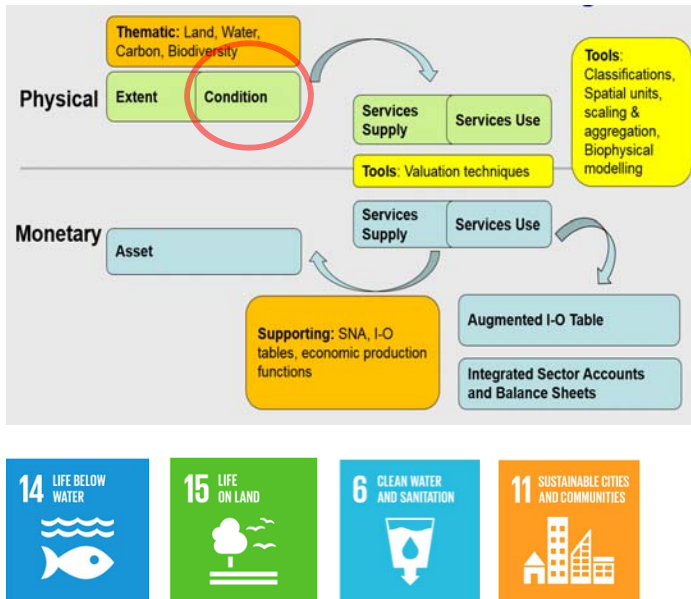 Thematic: Land, Water,
Carbon, Biodiversity
Physical
Extent
Condition
Services
Supply
Services Use
Tools:
Classifications,
Spatial units,
scaling &
aggregation,
Biophysical
modelling
Tools: Valuation techniques
Monetary
Asset
Services
Supply
Services Use
Supporting: SNA, I-O
tables, economic production
functions
Augmented I-O Table
Integrated Sector Accounts
and Balance Sheets
14 LIFE BELOW
WATER
15 LIFE
ON LAND
6 CLEAN WATER
AND SANITATION
11 SUSTAINABLE CITIES
AND COMMUNITIES